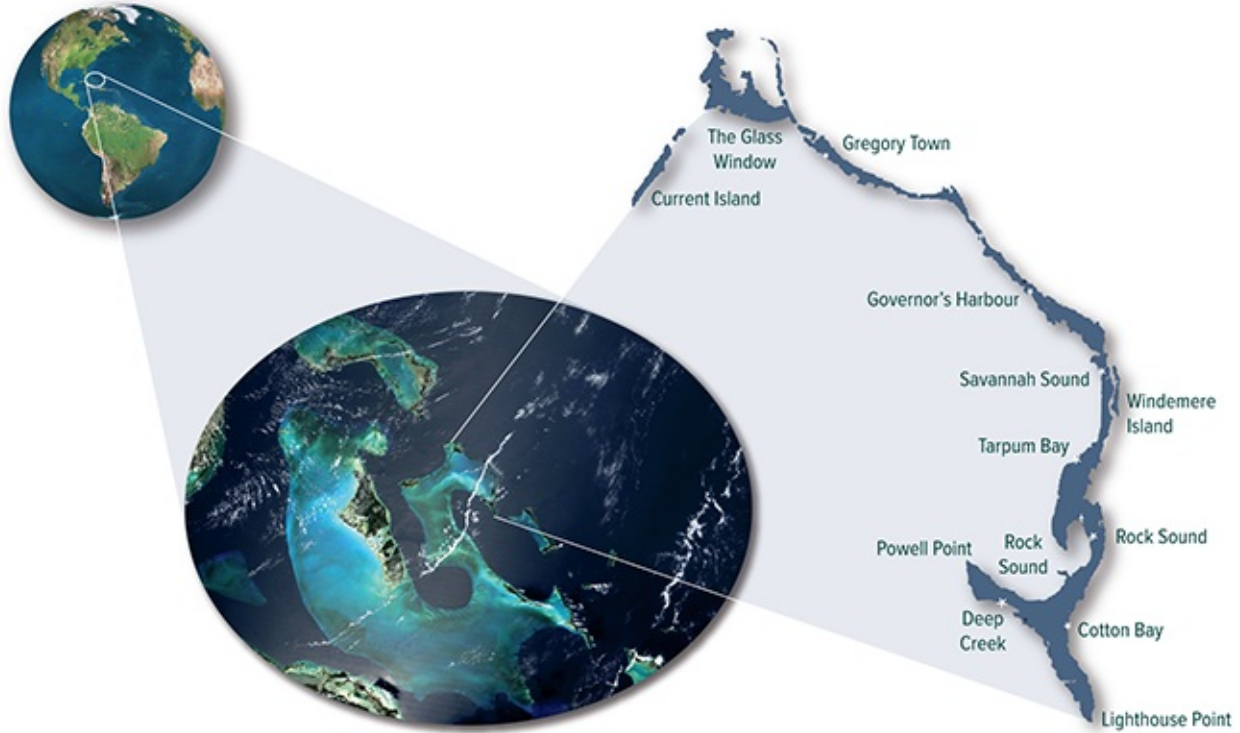 The Glass
Window
Gregory Town
Current Island
Governor's Harbour
Savannah Sound
Windemere
Island
Tarpum Bay
Rock Sound
Powell Point
Rock
Sound
Deep
Creek
Cotton Bay
Lighthouse Point